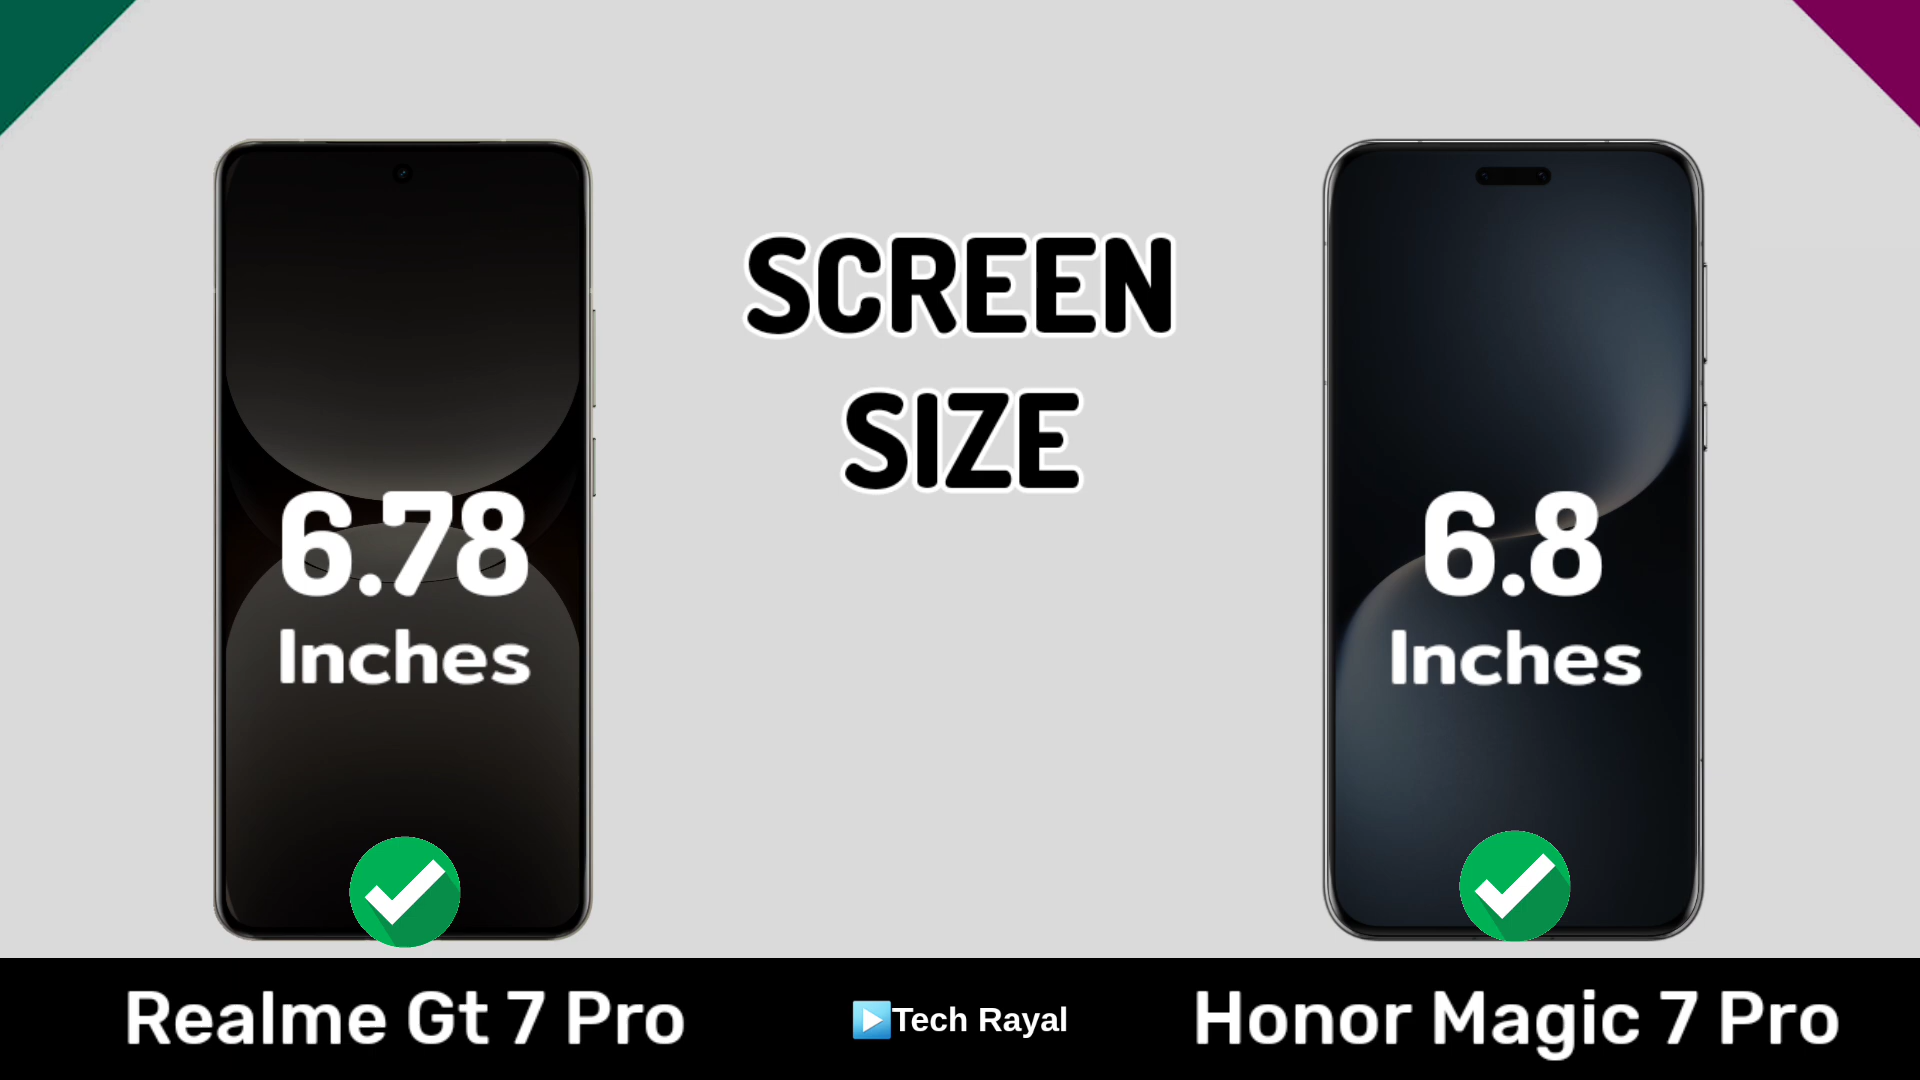 SCREEN
SIZE
6.78
Inches
6.8
Inches
Realme Gt 7 Pro
Tech Rayal
Honor Magic 7 Pro